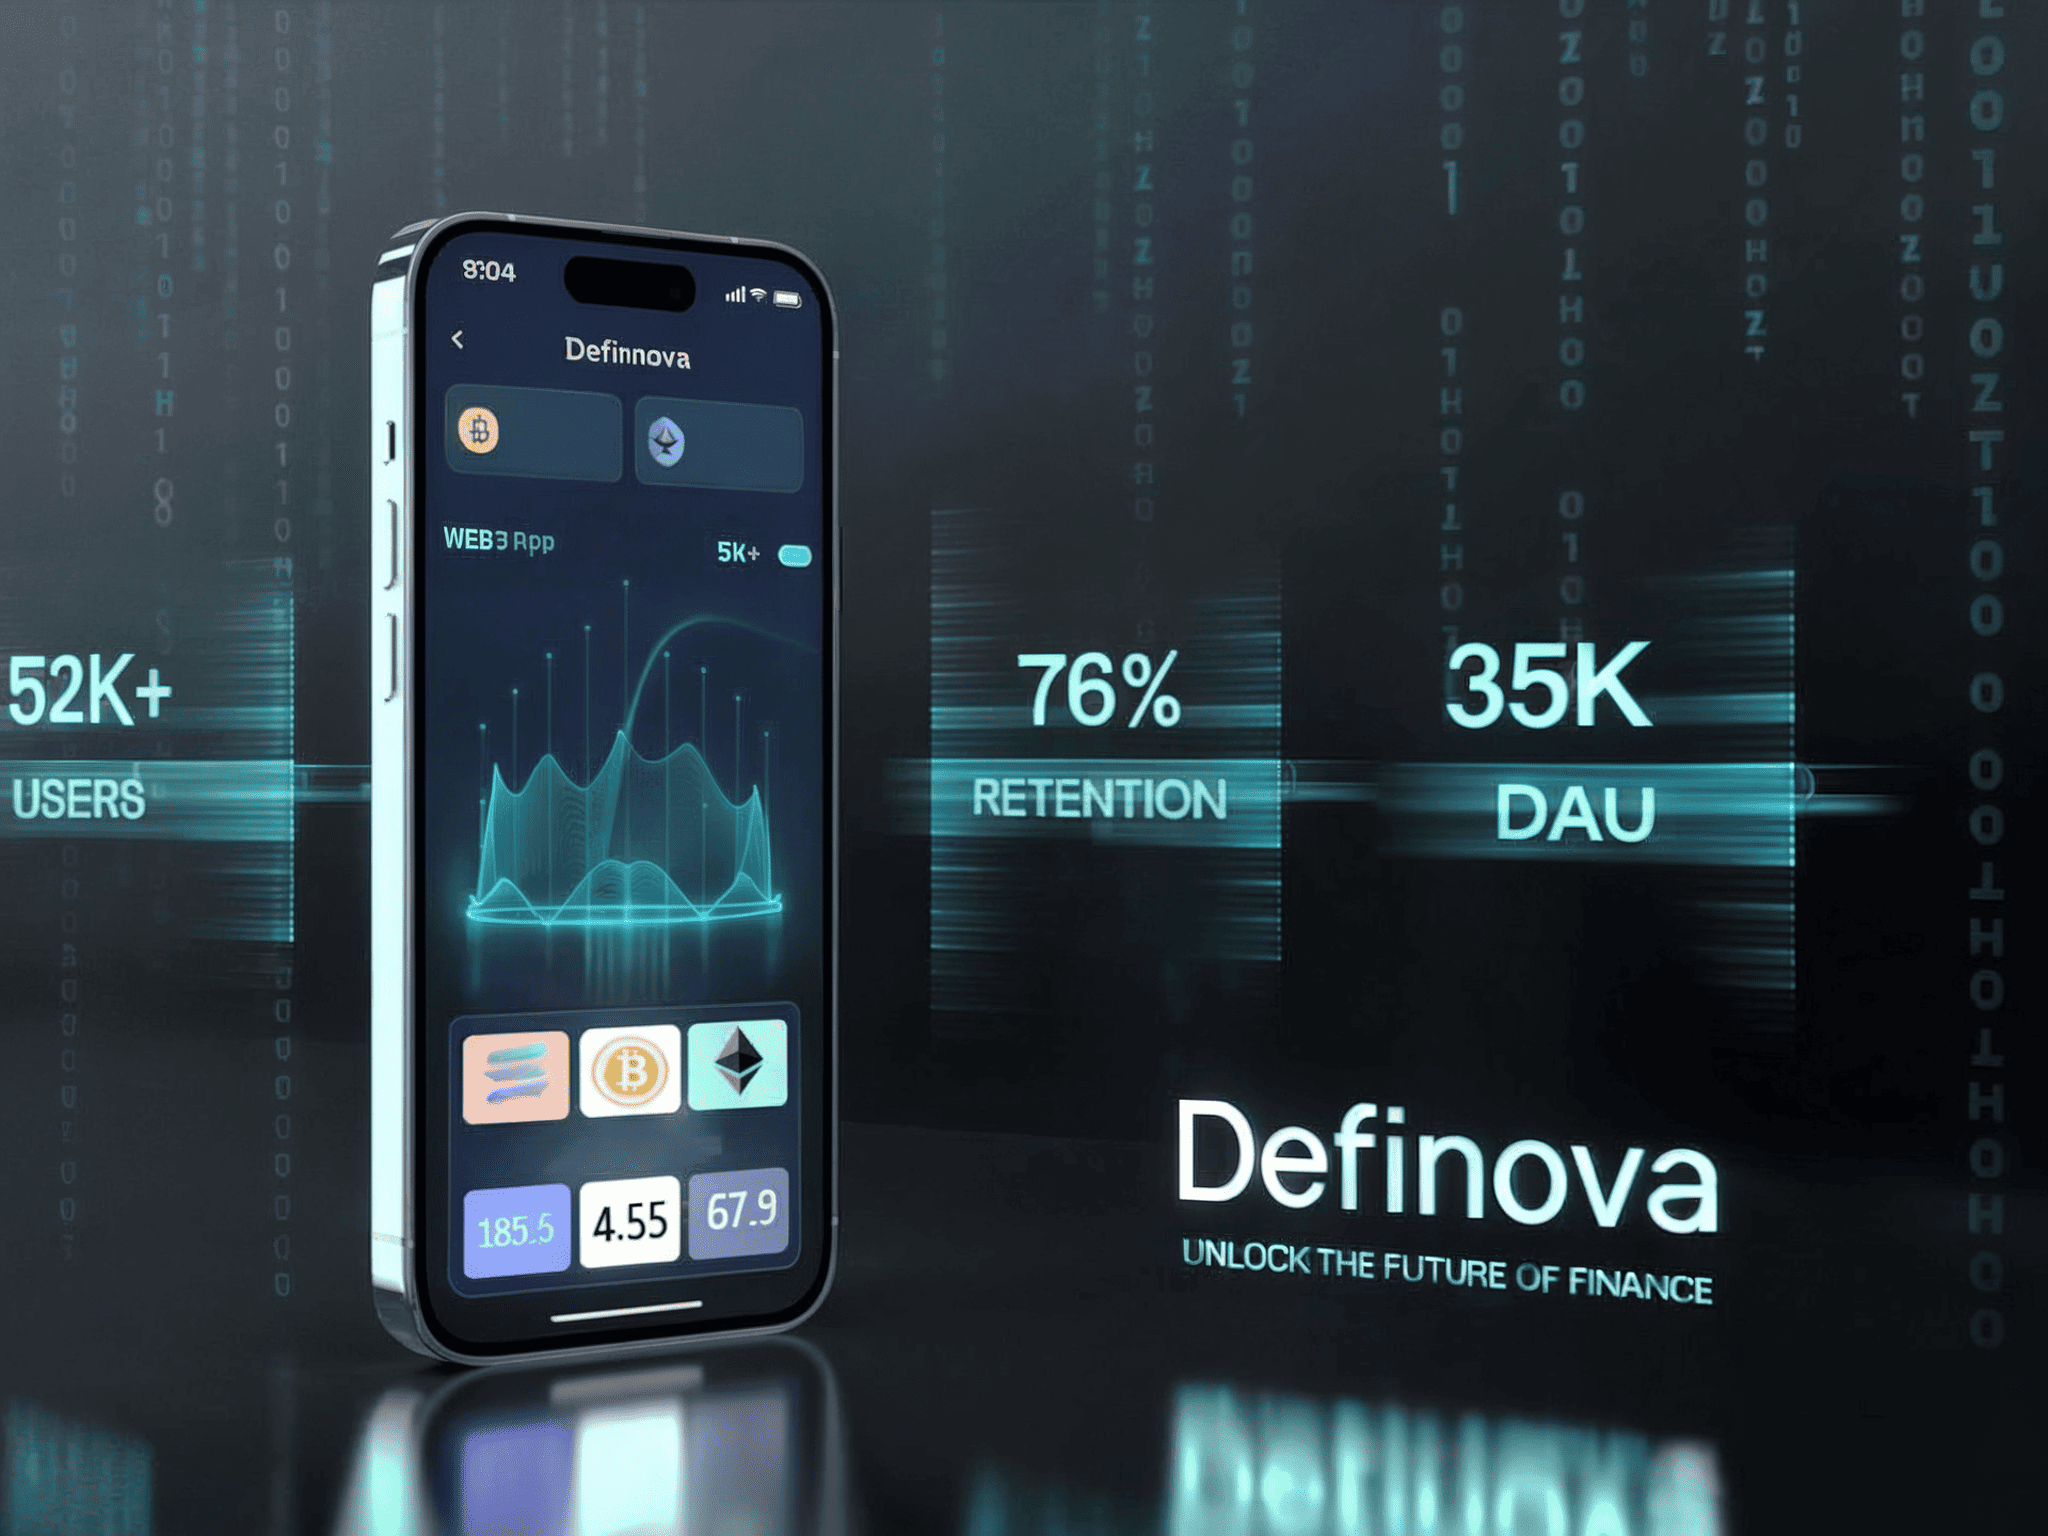 8:04
Definnova
WEB3 App
5K+
52K+
USERS
76%
RETENTION
35K
DAU
185.5
4.55
67.9
Definova
UNLOCK THE FUTURE OF FINANCE